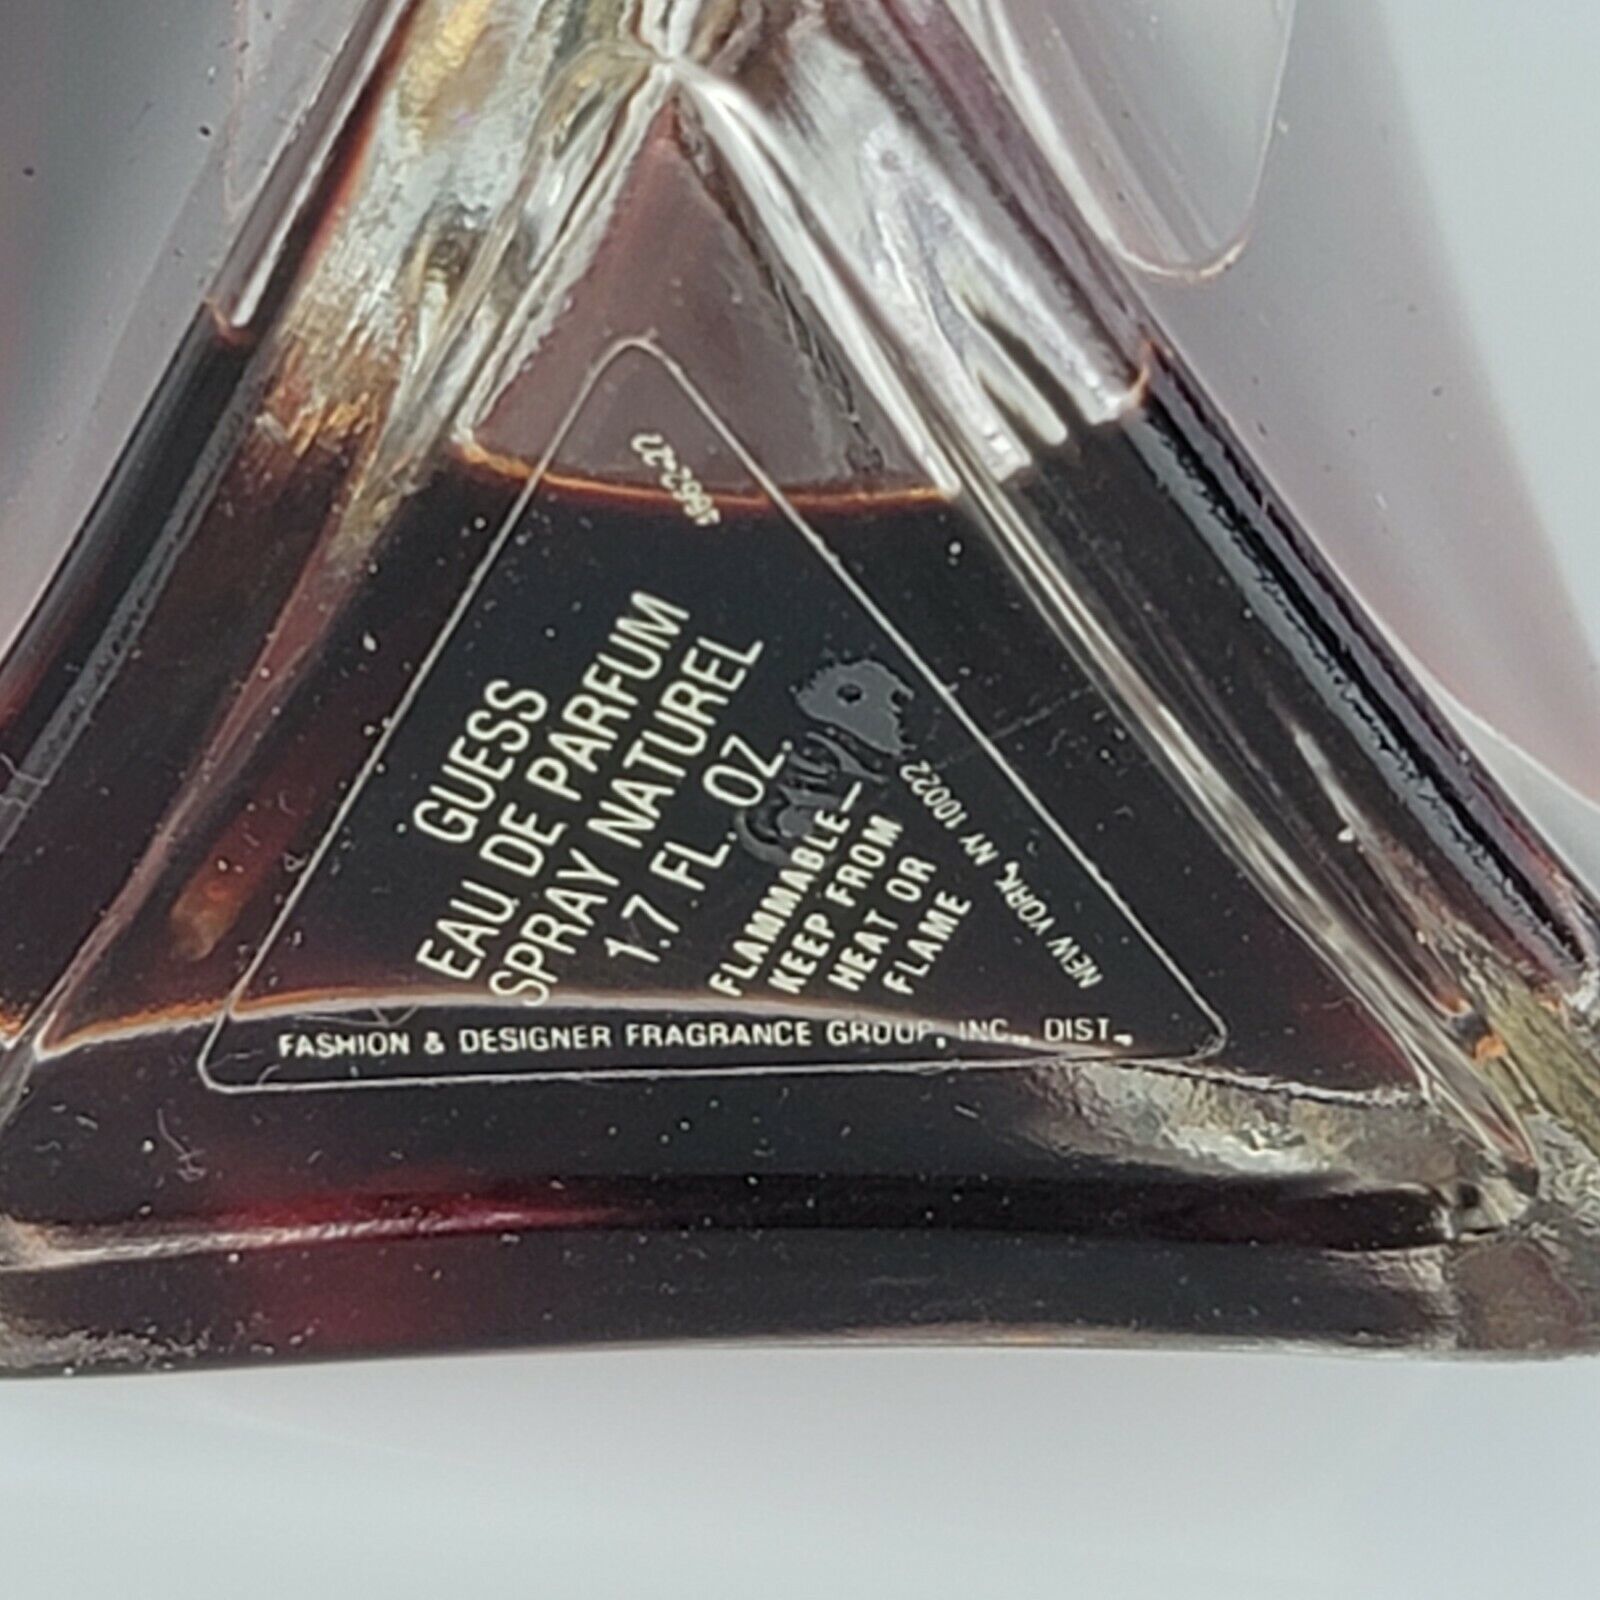 GUESS
EAU DE PARFUM
SPRAY NATUREL
1.7 FL. OZ.
FLAMMABLE—
KEEP FROM
HEAT OR
FLAME
FASHION & DESIGNER FRAGRANCE GROUP, INC., DIST.,
NEW YORK, NY 10022